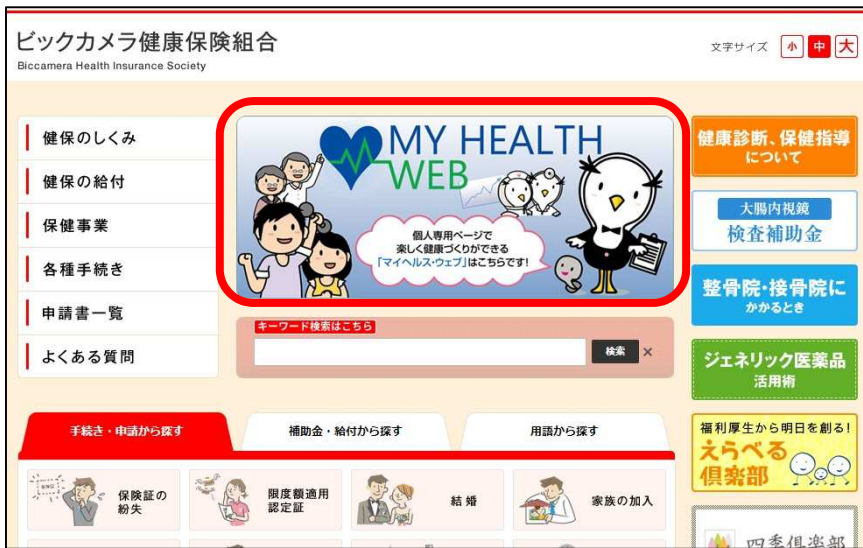 ビックカメラ健康保険組合
Biccamera Health Insurance Society
文字サイズ 小 中 大
健保のしくみ
健保の給付
保健事業
各種手続き
申請書一覧
よくある質問
MY HEALTH
WEB
個人専用ページで
楽しく健康づくりができる
「マイヘルス・ウェブ」はこちらです!
キーワード検索はこちら
検索 ×
健康診断、保健指導
について
大腸内視鏡
検査補助金
整骨院・接骨院に
かかるとき
ジェネリック医薬品
活用術
福利厚生から明日を創る!
えらべる
倶楽部
四季倶楽部
手続き・申請から探す
補助金・給付から探す
用語から探す
保険証の
紛失
限度額適用
認定証
結婚
家族の加入